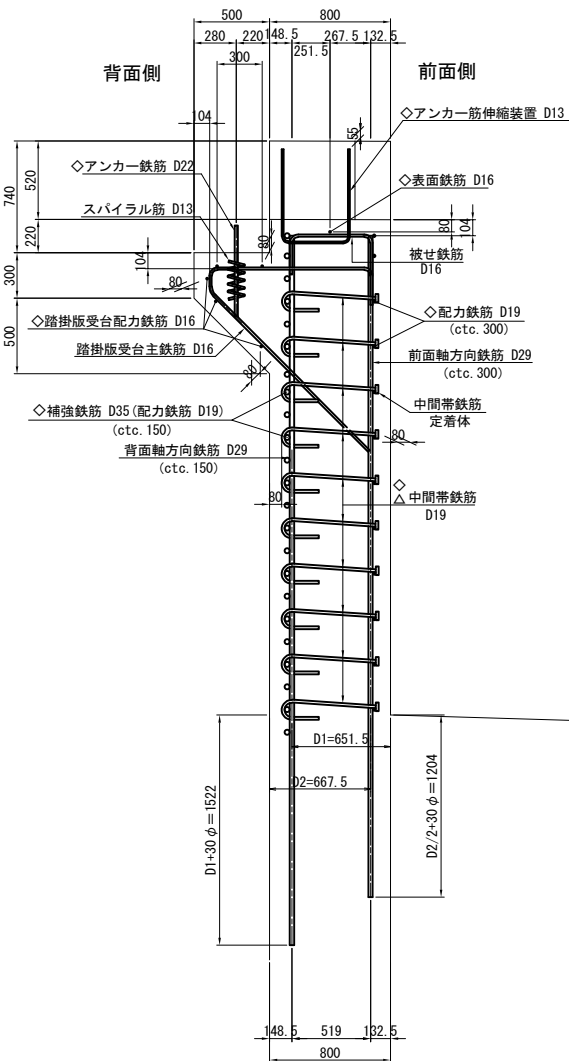 500
800
280
220
148.5
267.5
132.5
251.5
300
背面側
前面側
104
55
◇アンカー筋伸縮装置 D13
740
520
220
◇アンカー鉄筋 D22
◇表面鉄筋 D16
スパイラル筋 D13
80
104
80
被せ鉄筋
D16
104
300
80
◇踏掛版受台配力鉄筋 D16
◇配力鉄筋 D19
(ctc.300)
500
踏掛版受台主鉄筋 D16
前面軸方向鉄筋 D29
(ctc.300)
80
◇補強鉄筋 D35(配力鉄筋 D19)
(ctc.150)
中間帯鉄筋
定着体
背面軸方向鉄筋 D29
(ctc.150)
80
80
◇
△ 中間帯鉄筋
D19
D1=651.5
D2=667.5
D1+30φ=1522
D2/2+30φ=1204
148.5
519
132.5
800